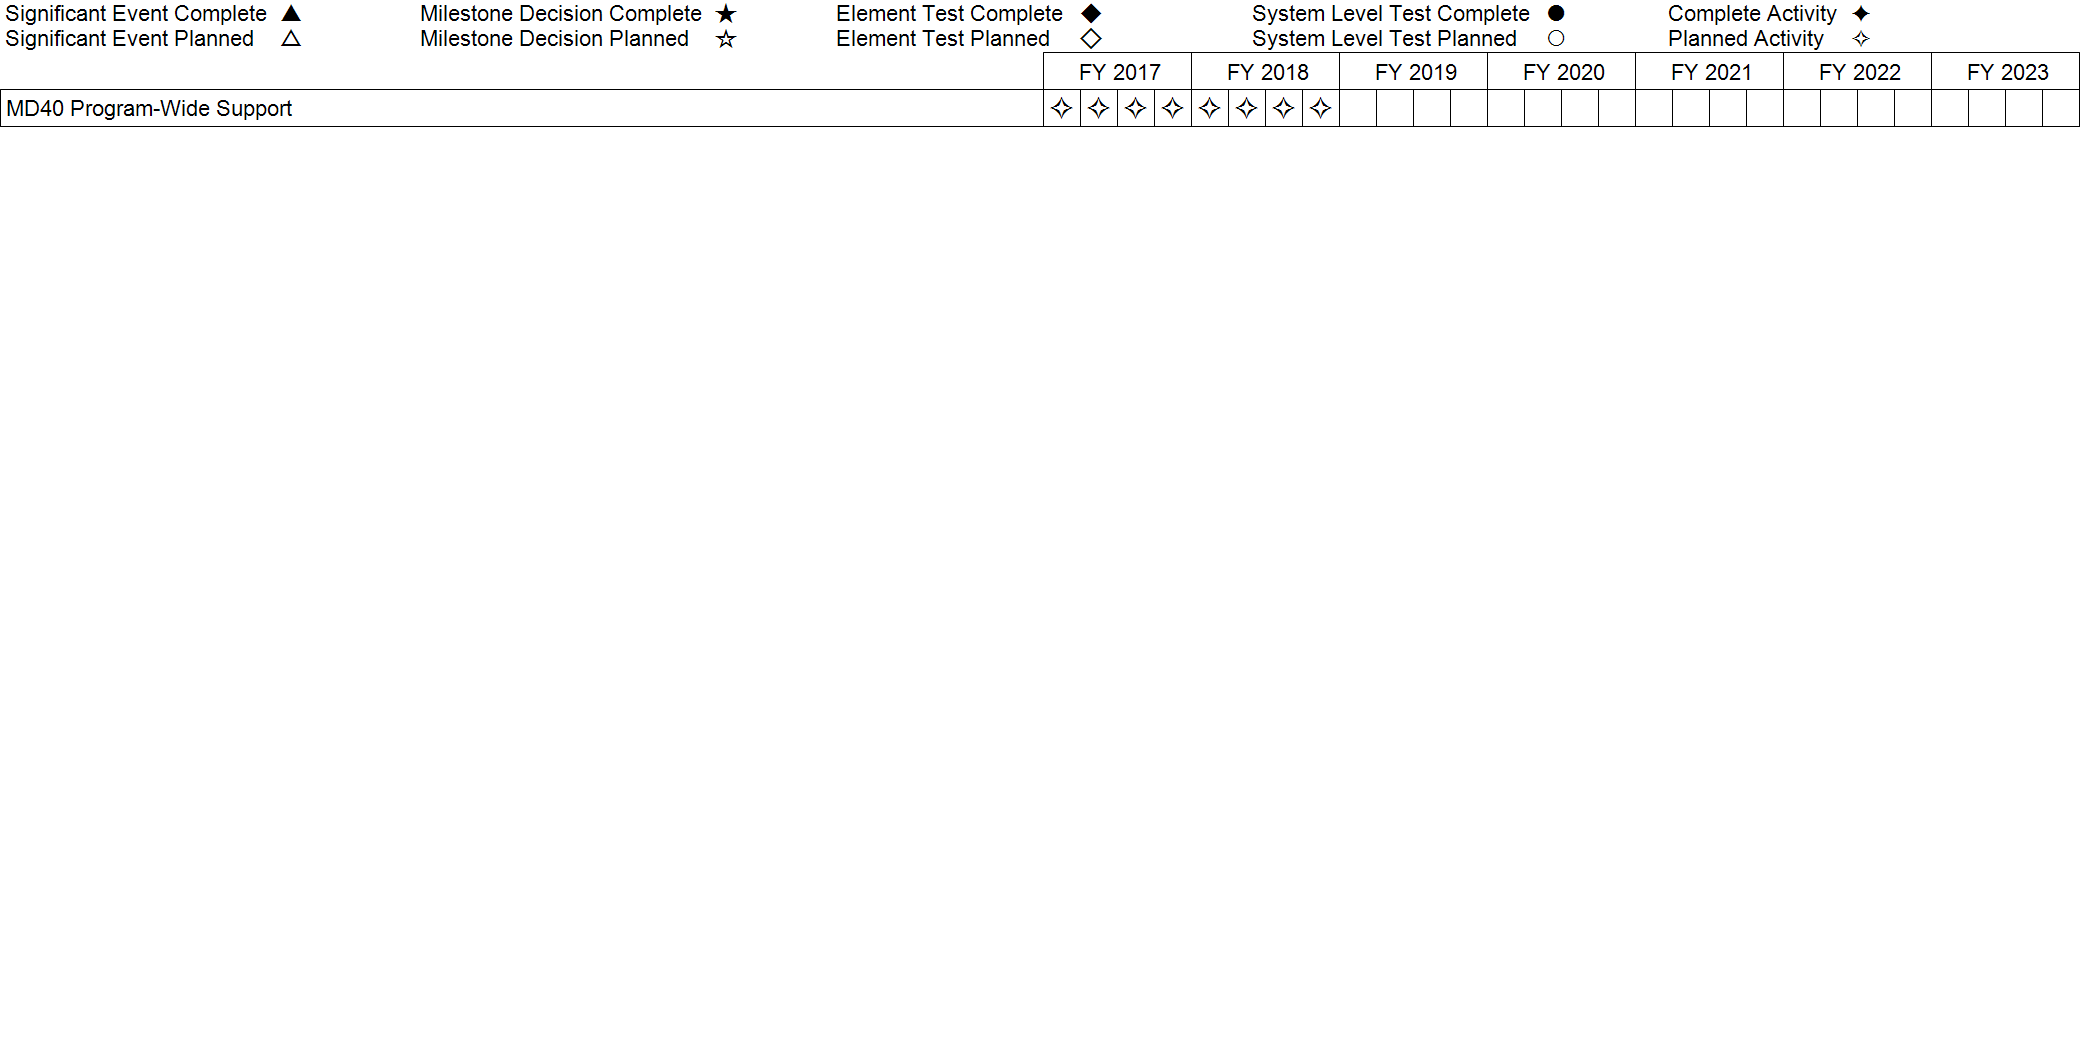 Significant Event Complete ▲ Milestone Decision Complete ★ Element Test Complete ◆ System Level Test Complete ● Complete Activity ✦
Significant Event Planned △ Milestone Decision Planned ☆ Element Test Planned ◇ System Level Test Planned ○ Planned Activity ✧
FY 2017 FY 2018 FY 2019 FY 2020 FY 2021 FY 2022 FY 2023
MD40 Program-Wide Support ✧ ✧ ✧ ✧ ✧ ✧ ✧ ✧